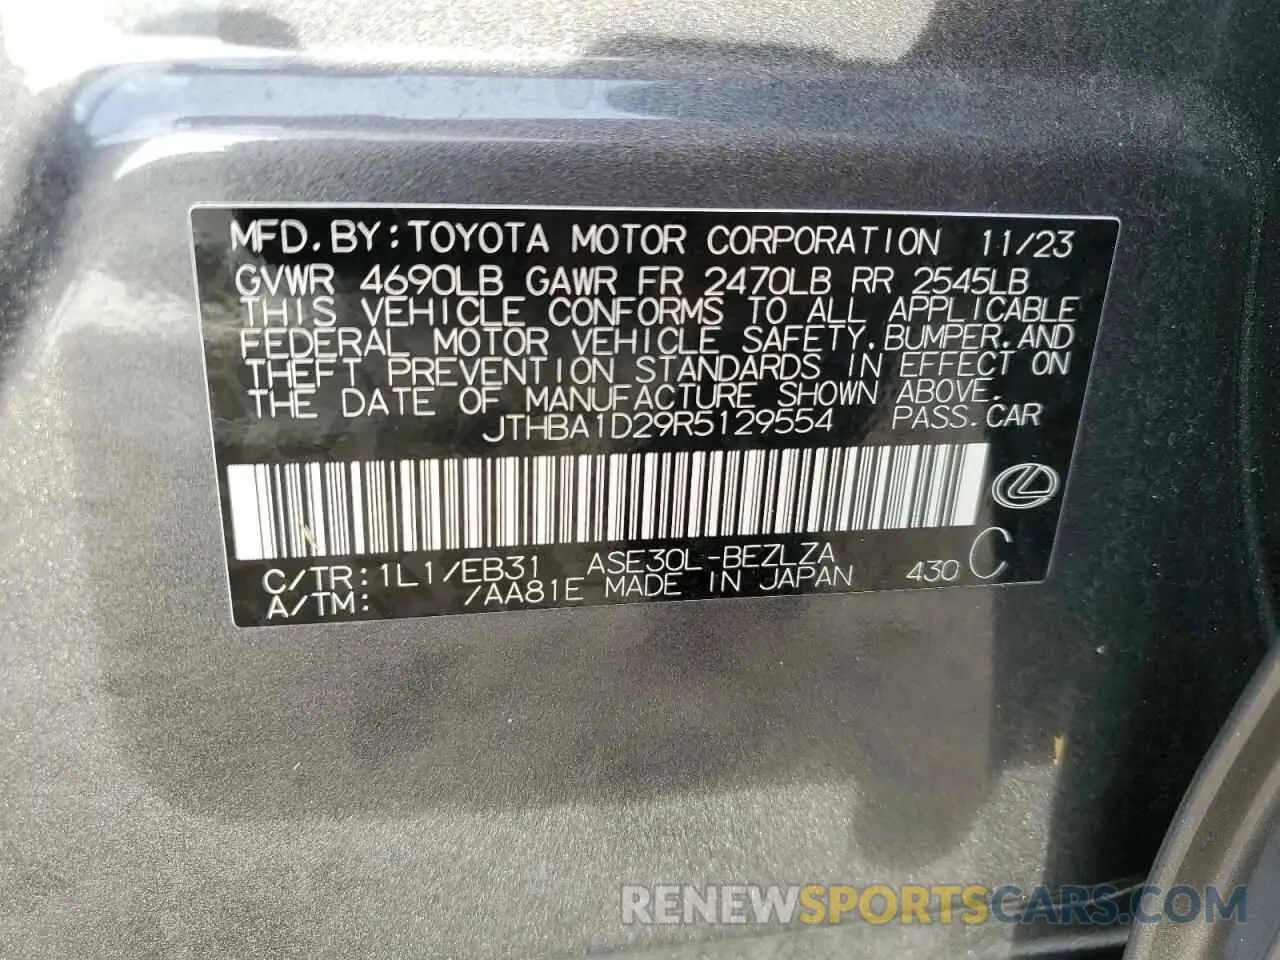 MFD. BY: TOYOTA MOTOR CORPORATION 11/23
GVWR 4690LB GAWR FR 2470LB RR 2545LB
THIS VEHICLE CONFORMS TO ALL APPLICABLE
FEDERAL MOTOR VEHICLE SAFETY, BUMPER, AND
THEFT PREVENTION STANDARDS IN EFFECT ON
THE DATE OF MANUFACTURE SHOWN ABOVE.
JTHBA1D29R5129554 PASS. CAR
C/TR: 1L1/EB31 ASE30L-BEZLZA
A/TM: /AA81E MADE IN JAPAN 430 C
RENEWSPORTSCARS.COM